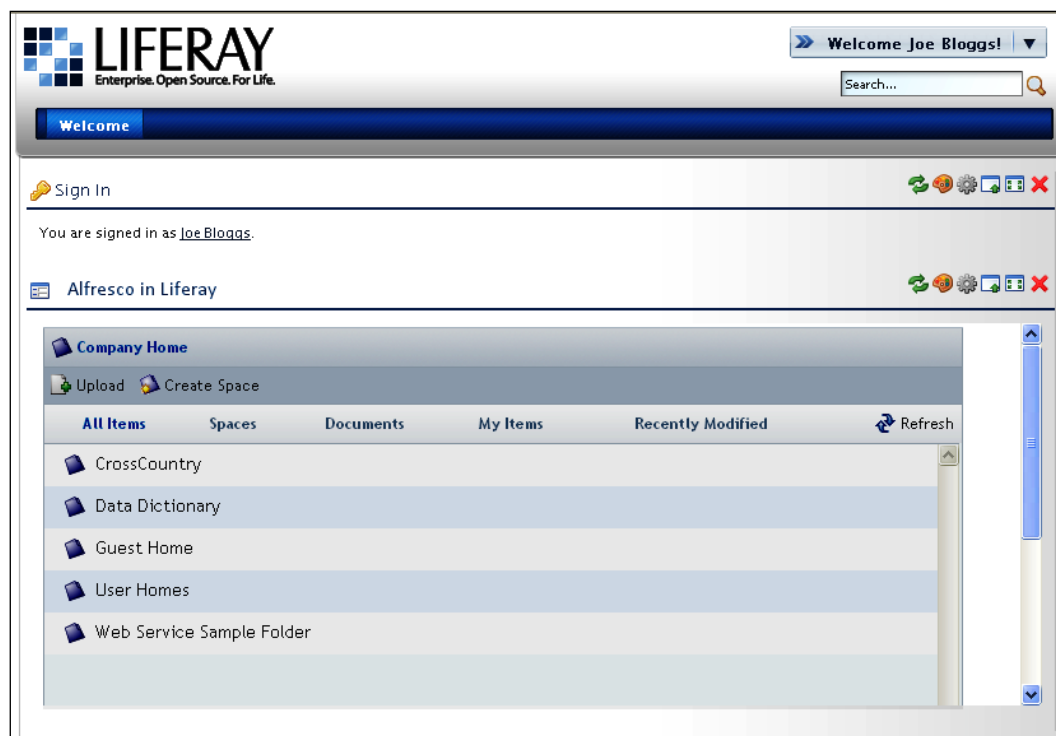 LIFERAY
Enterprise. Open Source. For Life.
Welcome Joe Bloggs!
Search...
Welcome
Sign In
You are signed in as Joe Bloggs.
Alfresco in Liferay
Company Home
Upload Create Space
All Items Spaces Documents My Items Recently Modified Refresh
CrossCountry
Data Dictionary
Guest Home
User Homes
Web Service Sample Folder